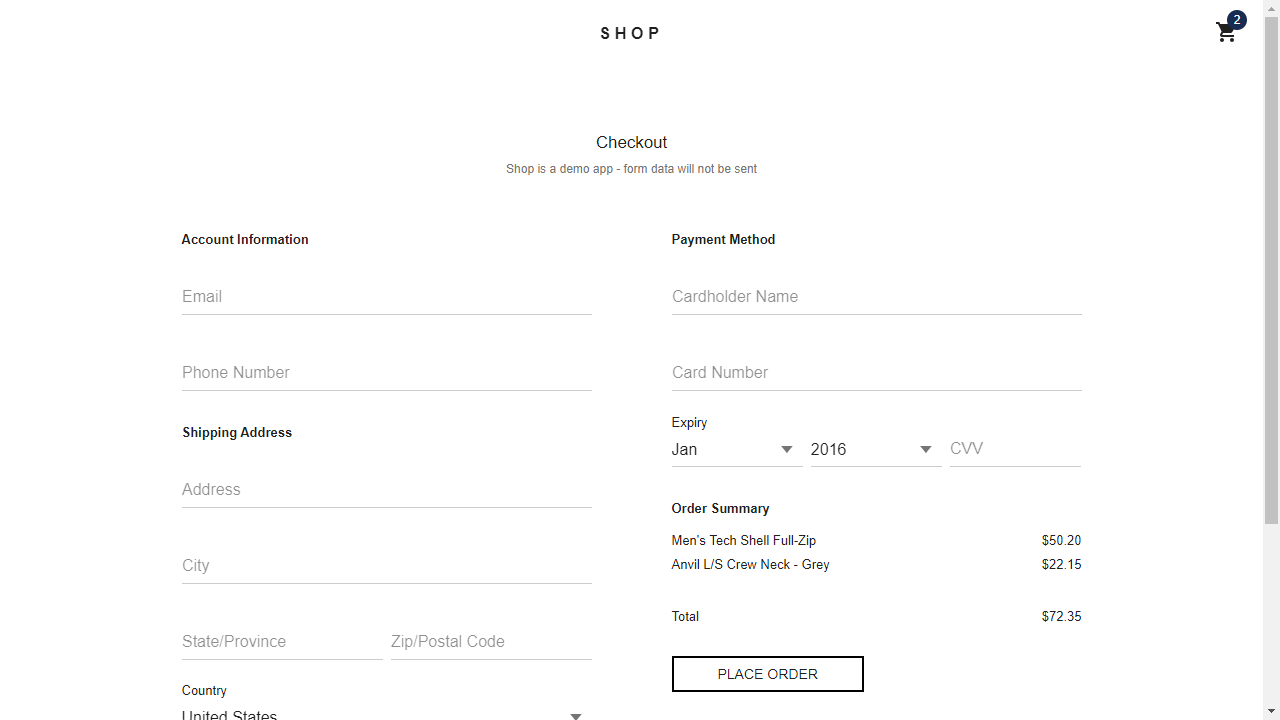 SHOP
2
Checkout
Shop is a demo app - form data will not be sent
Account Information
Email
Phone Number
Shipping Address
Address
City
State/Province Zip/Postal Code
Country
United States
Payment Method
Cardholder Name
Card Number
Expiry
Jan 2016 CVV
Order Summary
Men's Tech Shell Full-Zip $50.20
Anvil L/S Crew Neck - Grey $22.15
Total $72.35
PLACE ORDER